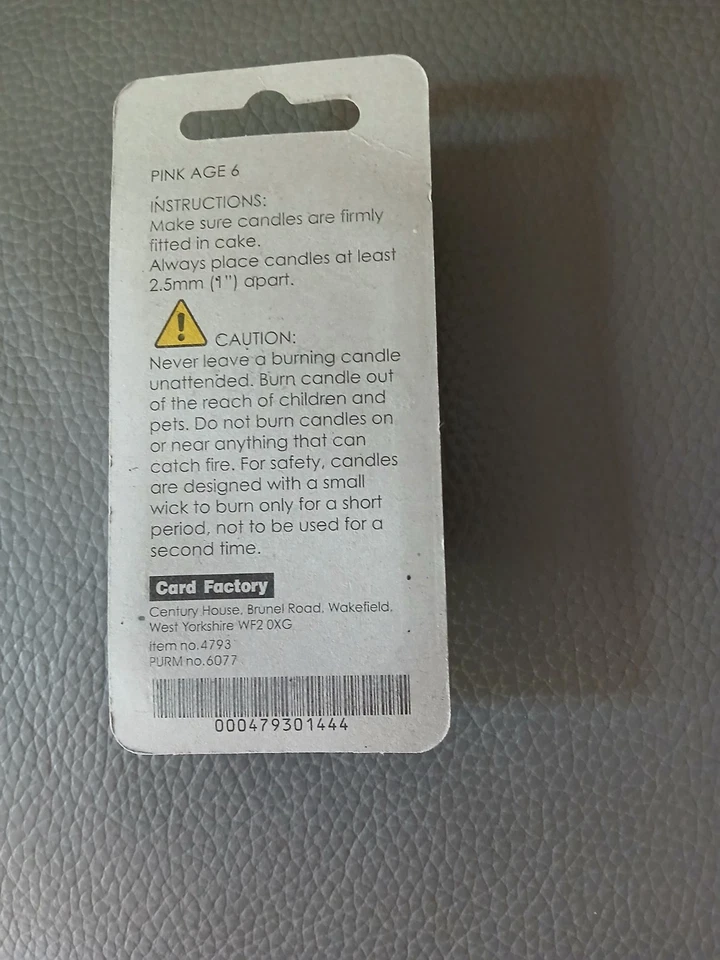 PINK AGE 6
INSTRUCTIONS:
Make sure candles are firmly
fitted in cake.
Always place candles at least
2.5mm (1") apart.
CAUTION:
Never leave a burning candle
unattended. Burn candle out
of the reach of children and
pets. Do not burn candles on
or near anything that can
catch fire. For safety, candles
are designed with a small
wick to burn only for a short
period, not to be used for a
second time.
Card Factory
Century House, Brunel Road, Wakefield,
West Yorkshire WF2 0XG
Item no.4793
PURM no.6077
000479301444